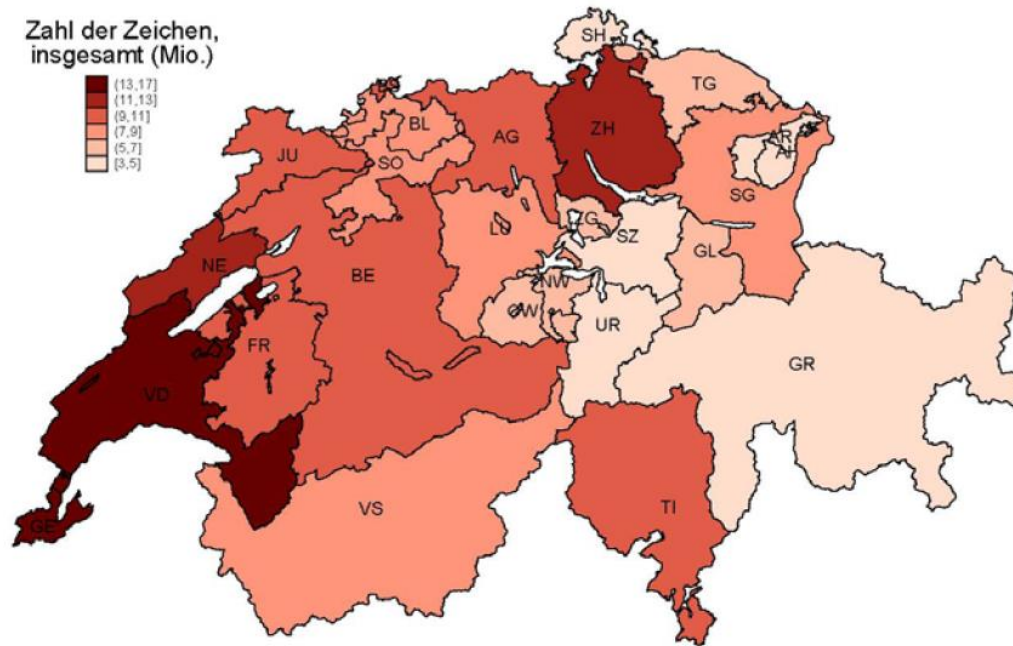 Zahl der Zeichen,
insgesamt (Mio.)
(13,17]
(11,13]
(9,11]
(7,9]
(5,7]
[3,5]
SH
TG
BS
BL
AG
ZH
AR
AI
JU
SO
SG
LU
ZG
SZ
NE
BE
GL
OW
NW
UR
FR
GR
VD
VS
TI
GE